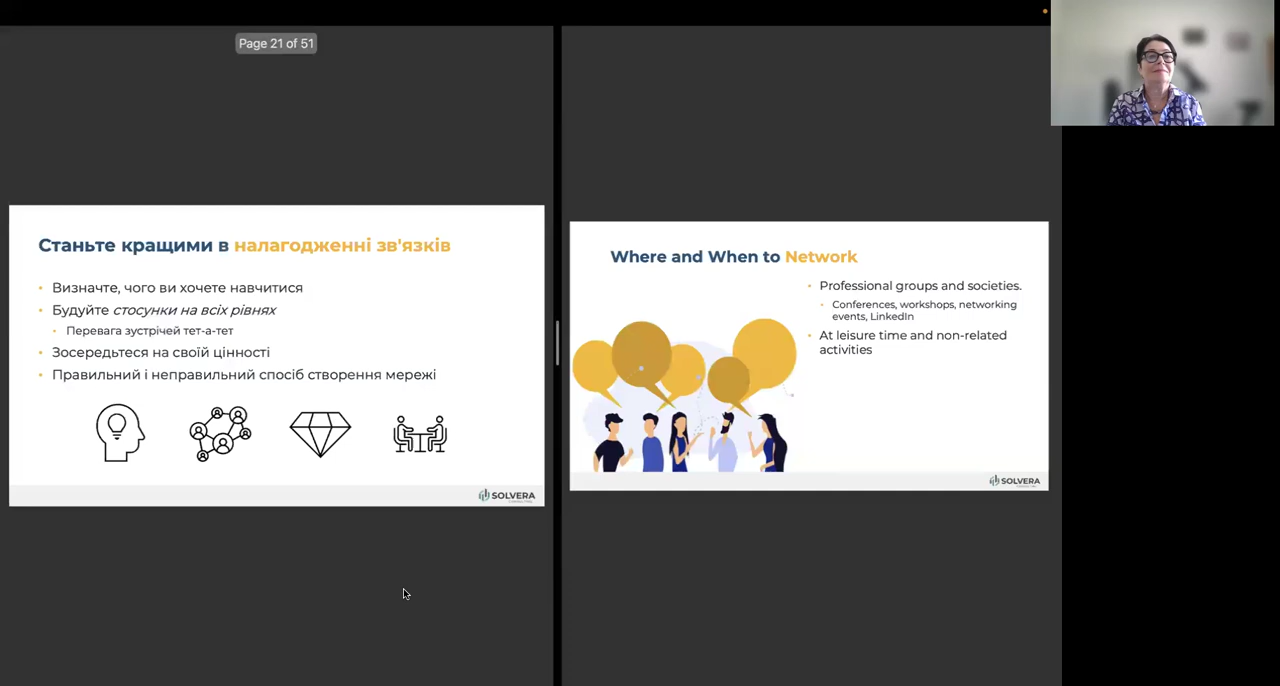 Page 21 of 51
Станьте кращими в налагодженні зв'язків
Визначте, чого ви хочете навчитися
Будуйте стосунки на всіх рівнях
Перевага зустрічей тет-а-тет
Зосередьтеся на своїй цінності
Правильний і неправильний спосіб створення мережі
SOLVERA
Where and When to Network
Professional groups and societies.
Conferences, workshops, networking
events, LinkedIn
At leisure time and non-related
activities
SOLVERA